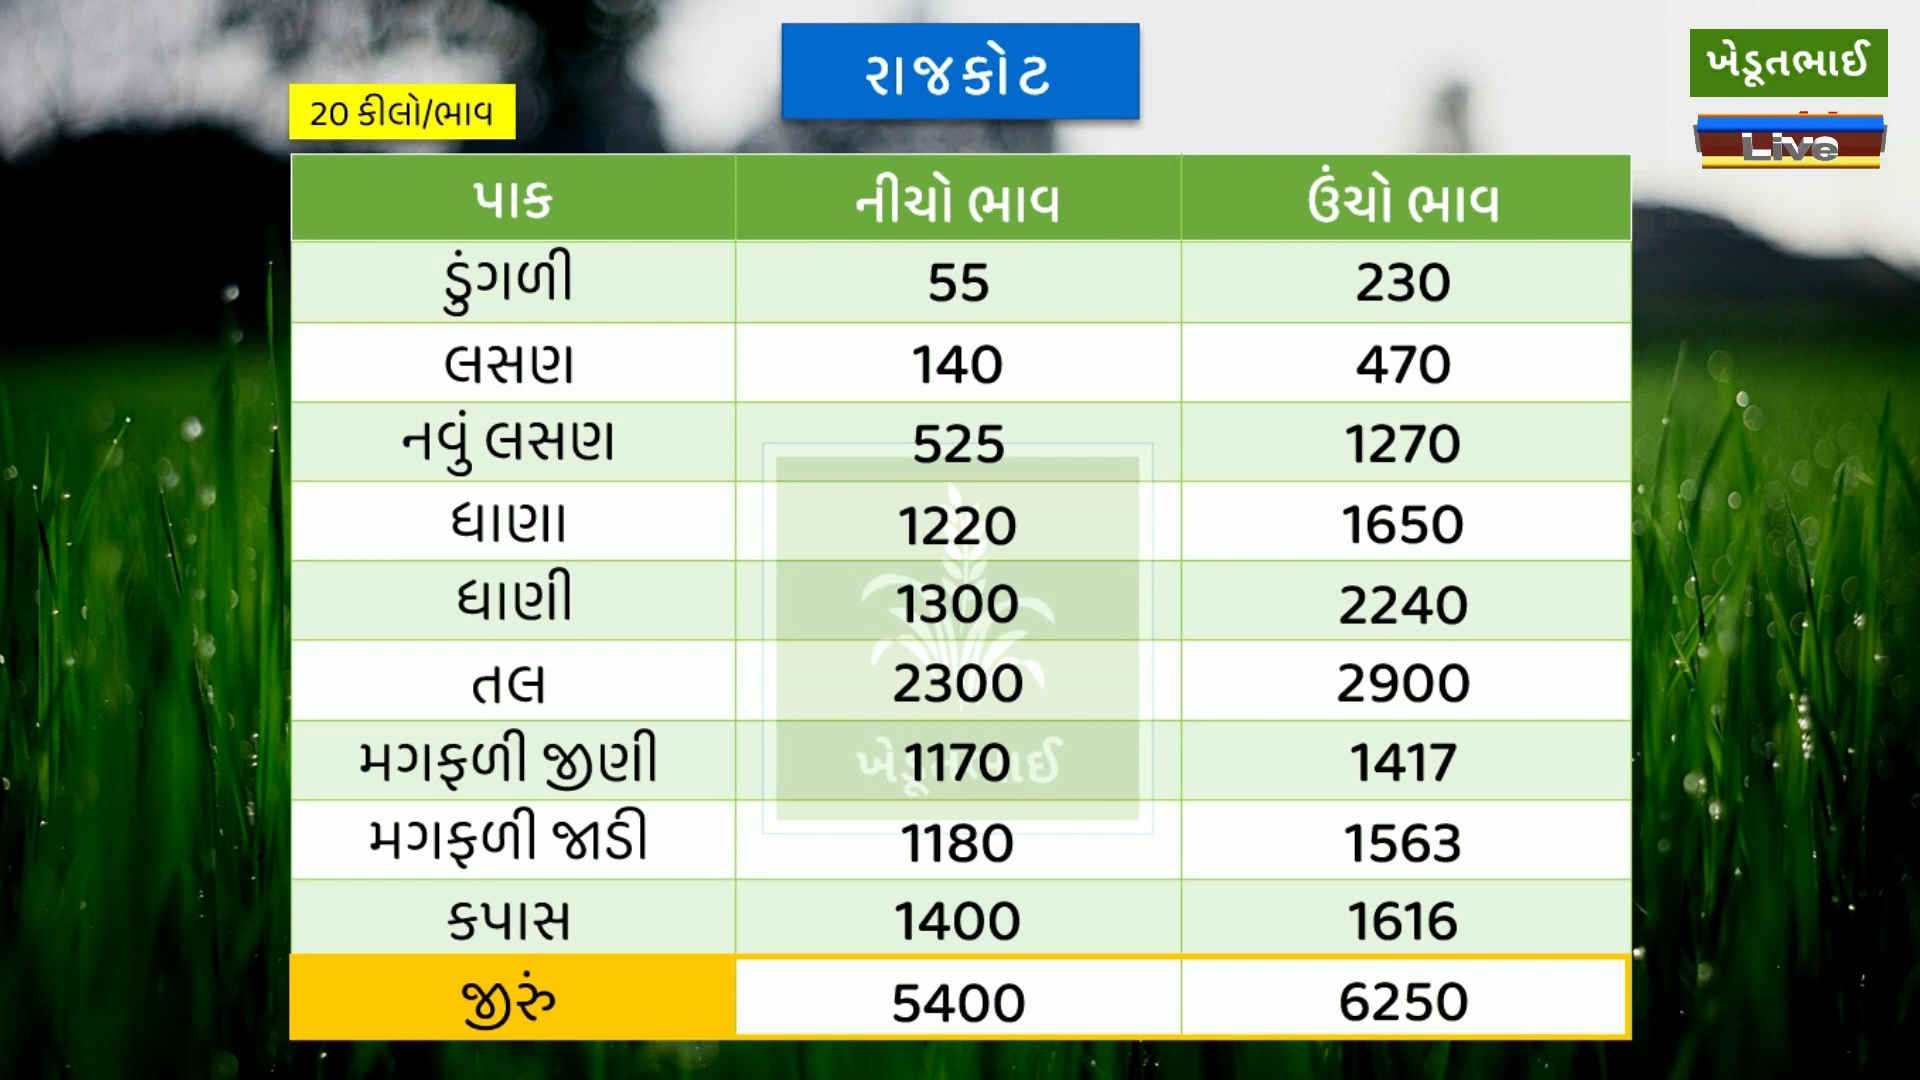 રાજકોટ
ખેડૂતભાઈ
Live
20 કીલો/ભાવ
પાક નીચો ભાવ ઉંચો ભાવ
ડુંગળી 55 230
લસણ 140 470
નવું લસણ 525 1270
ધાણા 1220 1650
ધાણી 1300 2240
તલ 2300 2900
મગફળી જીણી 1170 1417
મગફળી જાડી 1180 1563
કપાસ 1400 1616
જીરું 5400 6250
ખેડૂતભાઈ